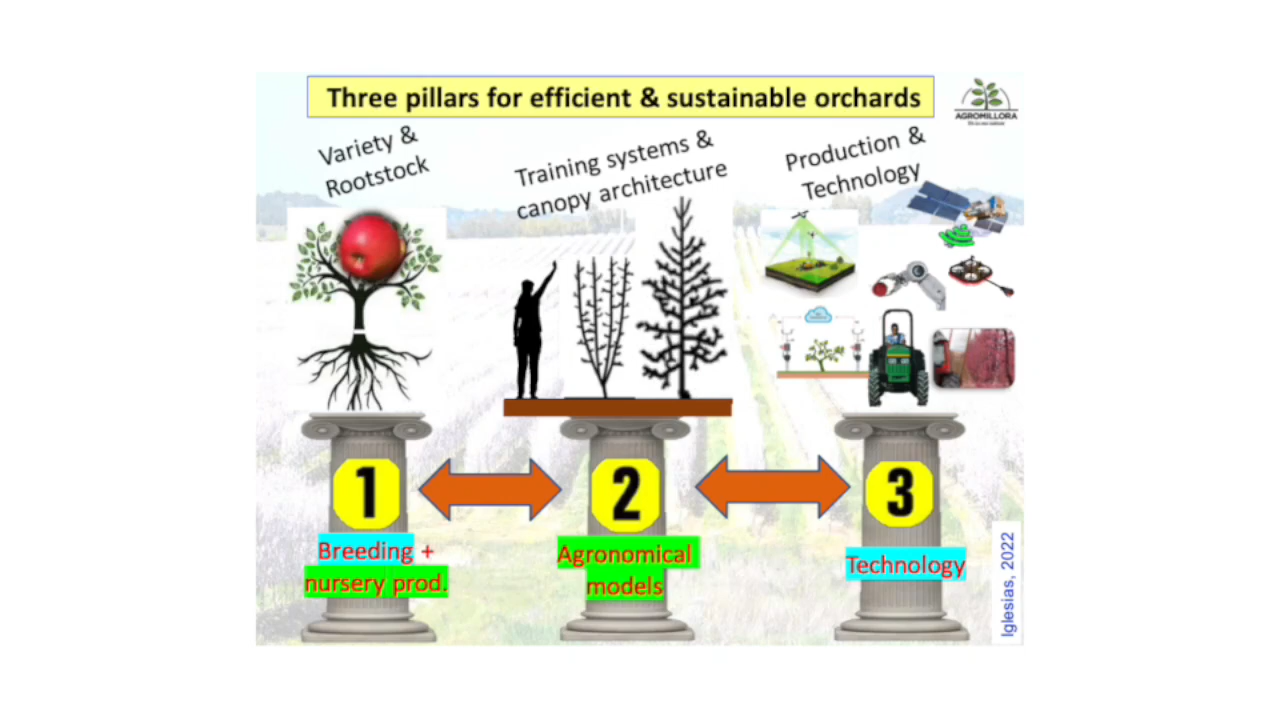 Three pillars for efficient & sustainable orchards
AGROMILLORA
Variety &
Rootstock
Training systems &
canopy architecture
Production &
Technology
1
2
3
Breeding +
nursery prod.
Agronomical
models
Technology
Iglesias, 2022